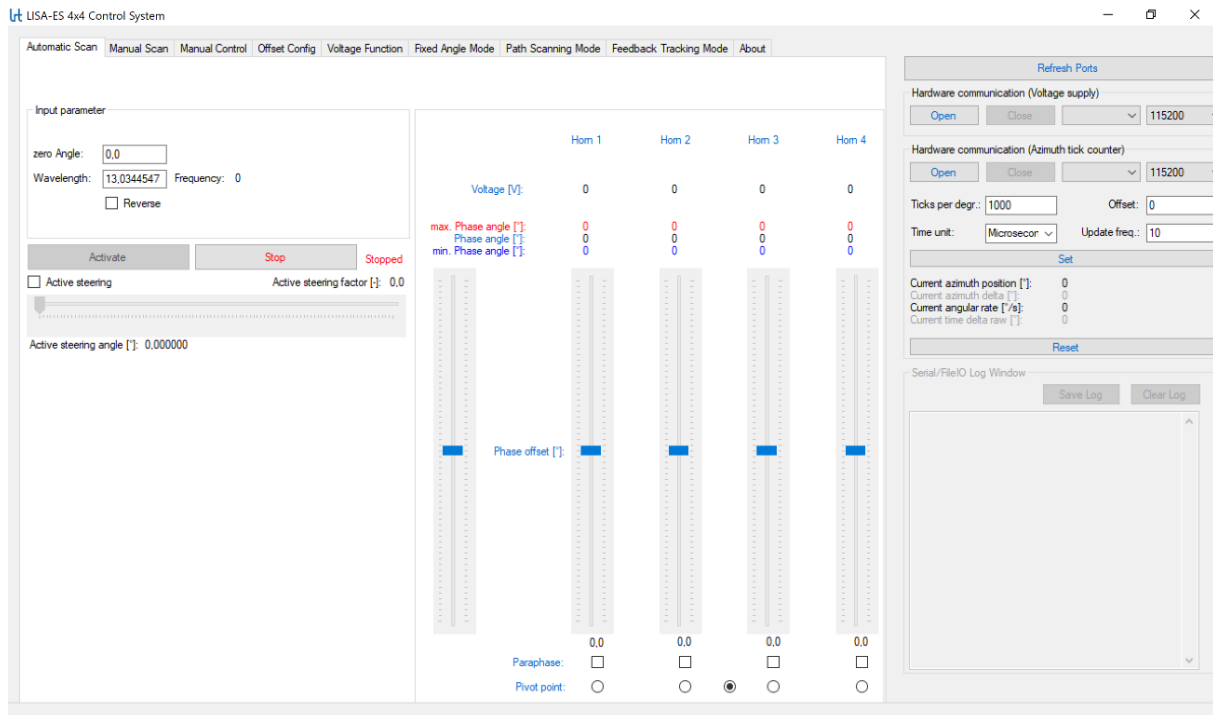 LISA-ES 4x4 Control System
Automatic Scan Manual Scan Manual Control Offset Config Voltage Function Fixed Angle Mode Path Scanning Mode Feedback Tracking Mode About
Input parameter
zero Angle: 0,0
Wavelength: 13,0344547 Frequency: 0
Reverse
Activate Stop Stopped
Active steering Active steering factor [-]: 0,0
Active steering angle [°]: 0,000000
Horn 1 Horn 2 Horn 3 Horn 4
Voltage [V]: 0 0 0 0
max. Phase angle [°]: 0 0 0 0
Phase angle [°]: 0 0 0 0
min. Phase angle [°]: 0 0 0 0
Phase offset [°]:
0,0 0,0 0,0 0,0
Paraphase:
Pivot point:
Refresh Ports
Hardware communication (Voltage supply)
Open Close 115200
Hardware communication (Azimuth tick counter)
Open Close 115200
Ticks per degr.: 1000 Offset: 0
Time unit: Microsecor Update freq.: 10
Set
Current azimuth position [°]: 0
Current azimuth delta [°]: 0
Current angular rate [°/s]: 0
Current time delta raw [°]: 0
Reset
Serial/FileIO Log Window
Save Log Clear Log